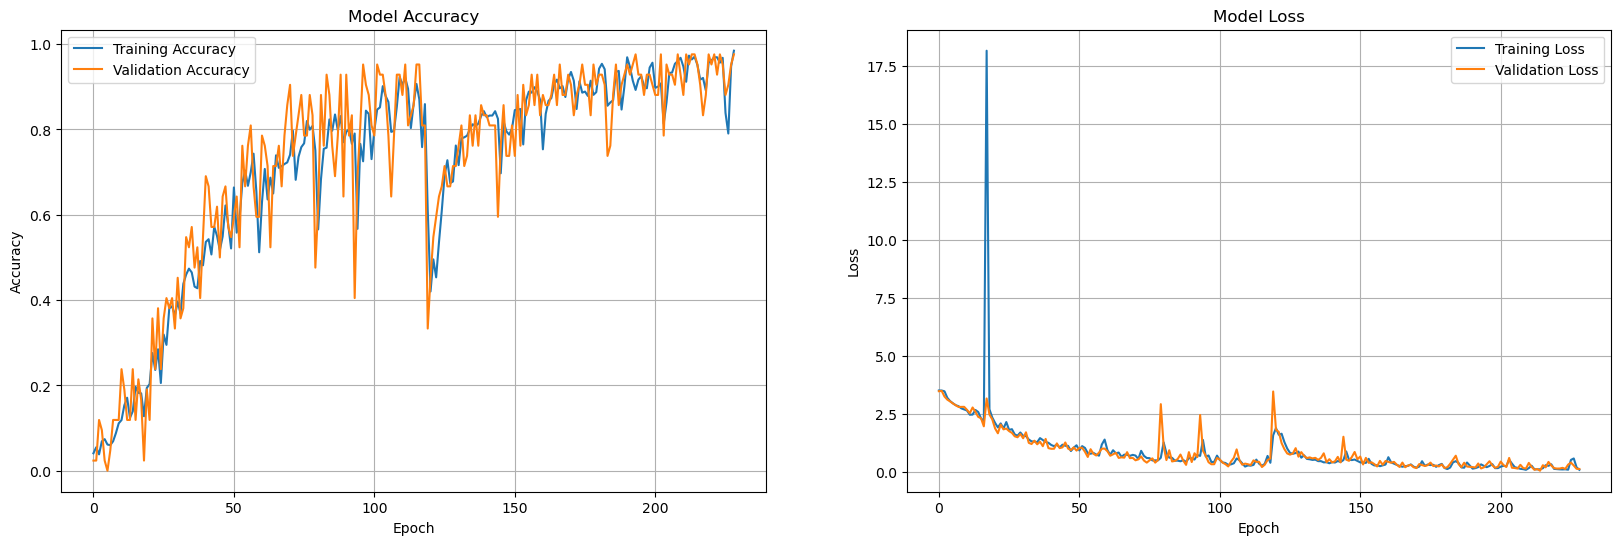 Model Accuracy
Training Accuracy
Validation Accuracy
1.0
0.8
0.6
0.4
0.2
0.0
Accuracy
0
50
100
150
200
Epoch
Model Loss
Training Loss
Validation Loss
17.5
15.0
12.5
10.0
7.5
5.0
2.5
0.0
Loss
0
50
100
150
200
Epoch